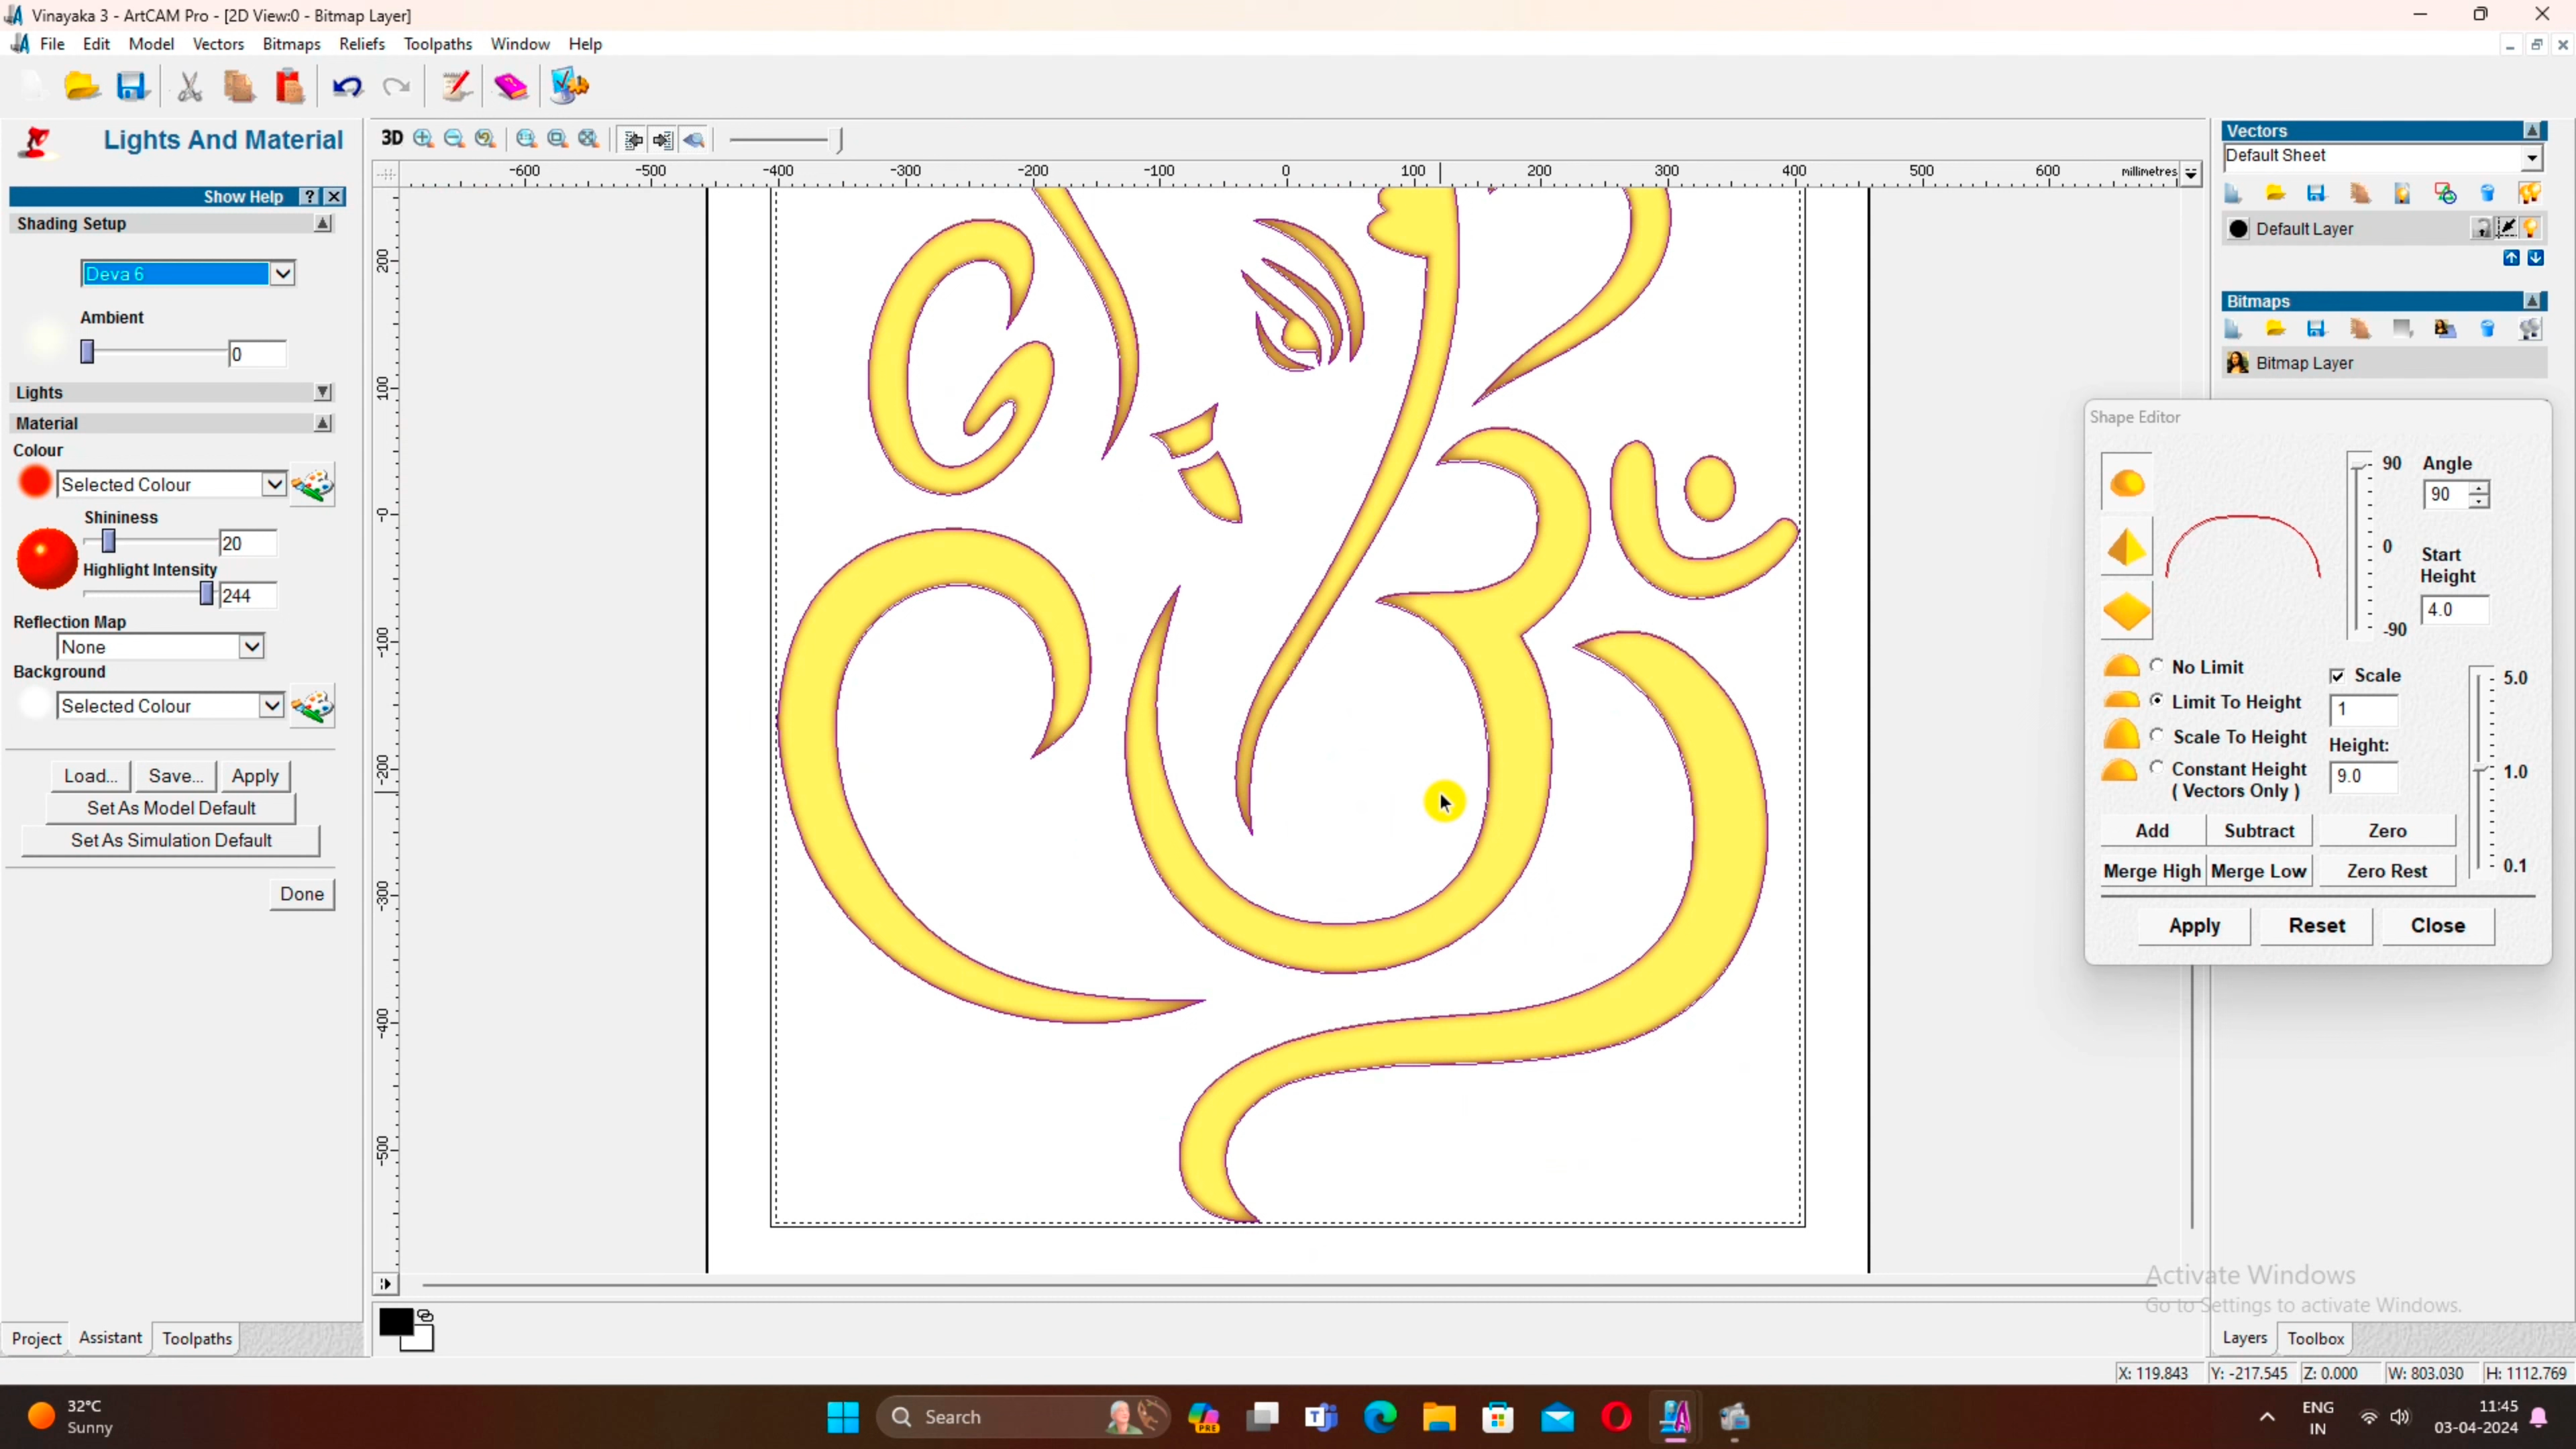 Vinayaka 3 - ArtCAM Pro - [2D View:0 - Bitmap Layer]
File Edit Model Vectors Bitmaps Reliefs Toolpaths Window Help
Lights And Material
Show Help ?
Shading Setup
Deva 6
Ambient
0
Lights
Material
Colour
Selected Colour
Shininess
20
Highlight Intensity
244
Reflection Map
None
Background
Selected Colour
Load... Save... Apply
Set As Model Default
Set As Simulation Default
Done
Project Assistant Toolpaths
3D
-600 -500 -400 -300 -200 -100 0 100 200 300 400 500 600 millimetres
200
100
-0
-100
-200
-300
-400
-500
Vectors
Default Sheet
Default Layer
Bitmaps
Bitmap Layer
Shape Editor
90 Angle
90
0 Start
Height
4.0
-90
No Limit Scale 5.0
Limit To Height 1
Scale To Height Height:
Constant Height 9.0 1.0
( Vectors Only )
Add Subtract Zero
Merge High Merge Low Zero Rest 0.1
Apply Reset Close
Activate Windows
Go to Settings to activate Windows.
Layers Toolbox
X: 119.843 Y: -217.545 Z: 0.000 W: 803.030 H: 1112.769
32°C
Sunny
Search
PRE
ENG
IN
11:45
03-04-2024